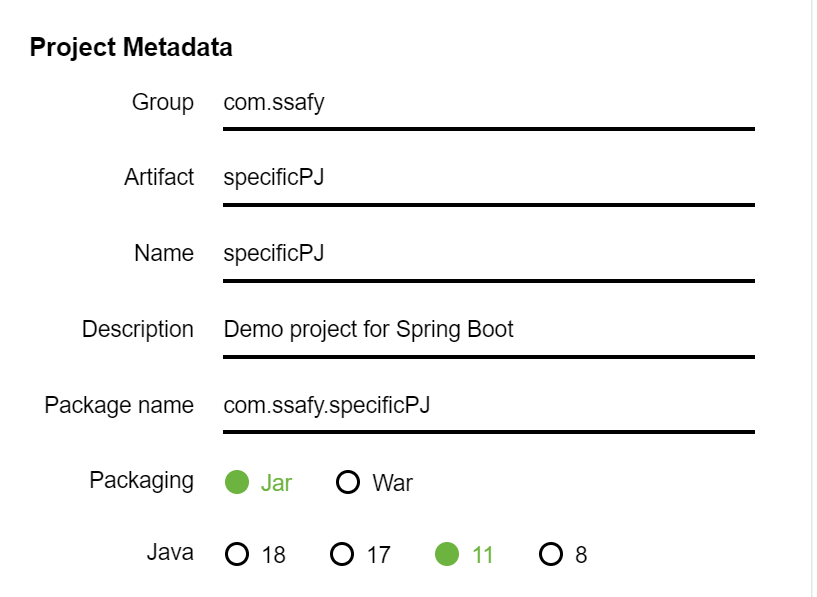 Project Metadata
Group com.ssafy
Artifact specificPJ
Name specificPJ
Description Demo project for Spring Boot
Package name com.ssafy.specificPJ
Packaging Jar War
Java 18 17 11 8